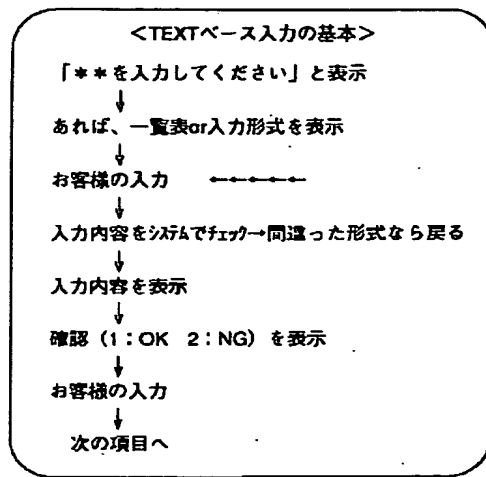 <TEXTベース入力の基本>
「**を入力してください」と表示
↓
あれば、一覧表or入力形式を表示
↓
お客様の入力 ←←←←←
↓
入力内容をシステムでチェック→間違った形式なら戻る
↓
入力内容を表示
↓
確認(1:OK 2:NG)を表示
↓
お客様の入力
↓
次の項目へ